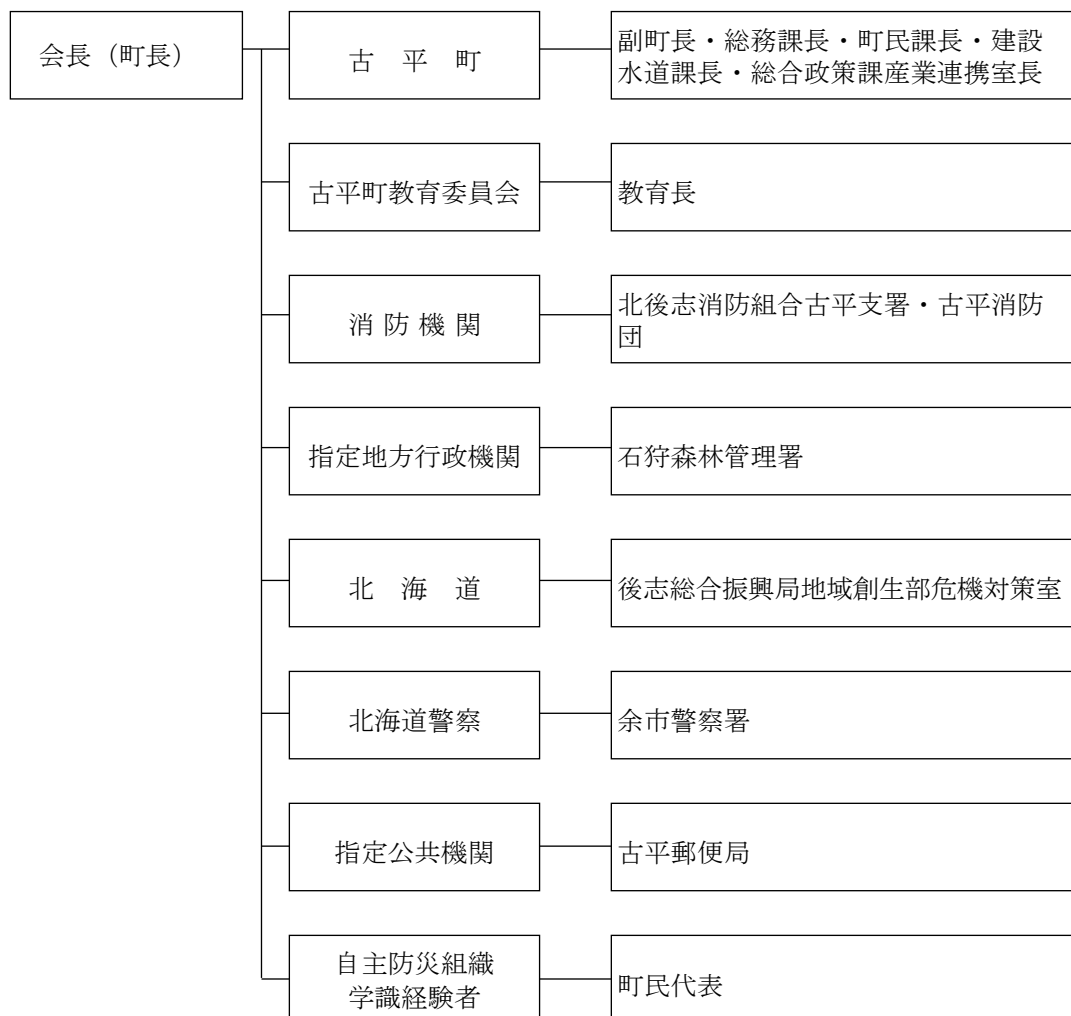 会長（町長）
古　平　町
副町長・総務課長・町民課長・建設
水道課長・総合政策課産業連携室長
古平町教育委員会
教育長
消 防 機 関
北後志消防組合古平支署・古平消防
団
指定地方行政機関
石狩森林管理署
北　海　道
後志総合振興局地域創生部危機対策室
北海道警察
余市警察署
指定公共機関
古平郵便局
自主防災組織
学識経験者
町民代表